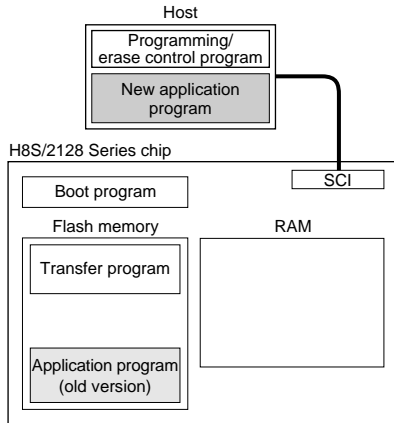 Host
Programming/
erase control program
New application
program
H8S/2128 Series chip
SCI
Boot program
Flash memory
RAM
Transfer program
Application program
(old version)